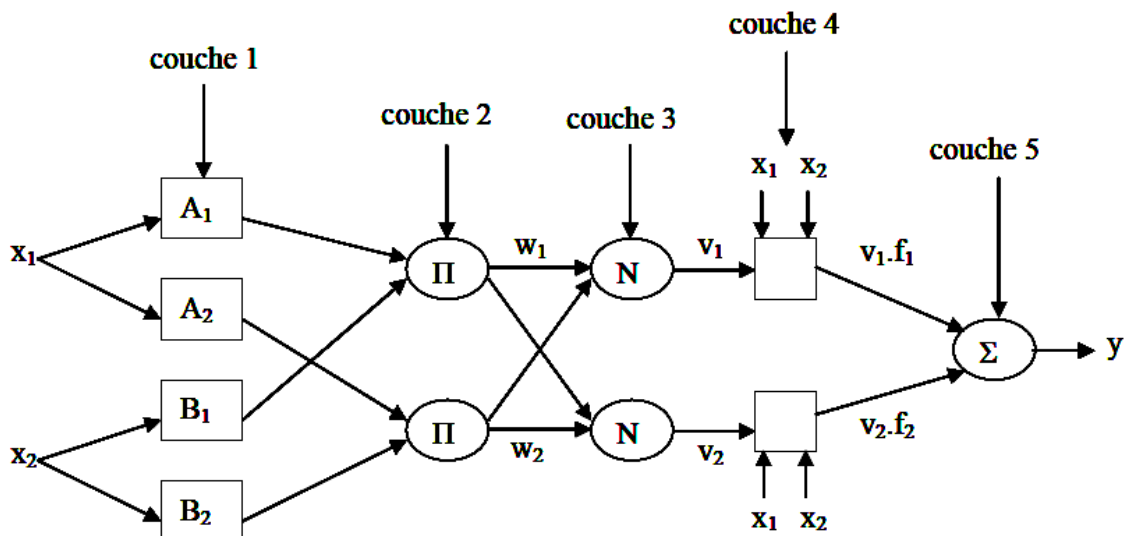 couche 4
couche 1
couche 2
couche 3
couche 5
x₁ x₂
A₁
x₁
Π
w₁
N
v₁
v₁.f₁
A₂
Σ
y
B₁
x₂
Π
w₂
N
v₂
v₂.f₂
B₂
x₁ x₂